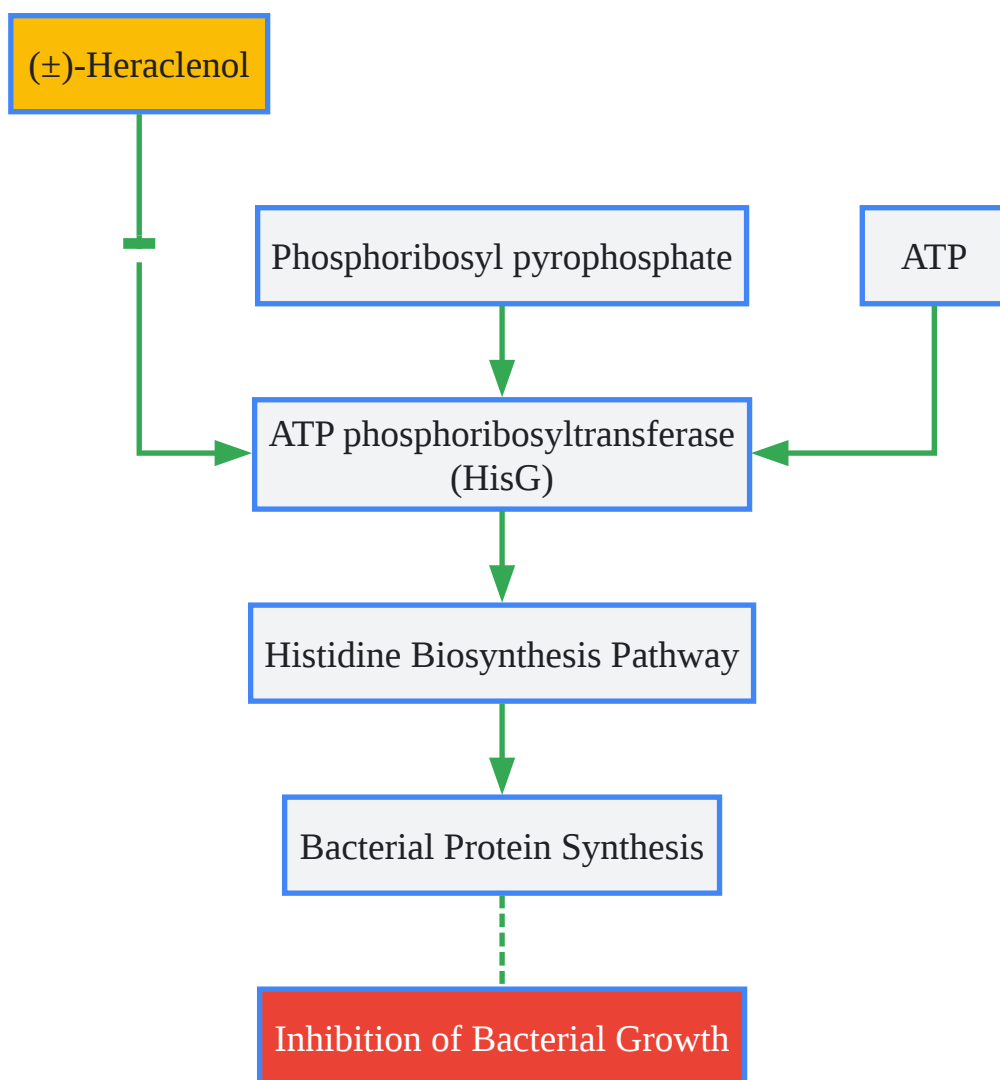 (±)-Heraclenol
Phosphoribosyl pyrophosphate
ATP
ATP phosphoribosyltransferase
(HisG)
Histidine Biosynthesis Pathway
Bacterial Protein Synthesis
Inhibition of Bacterial Growth